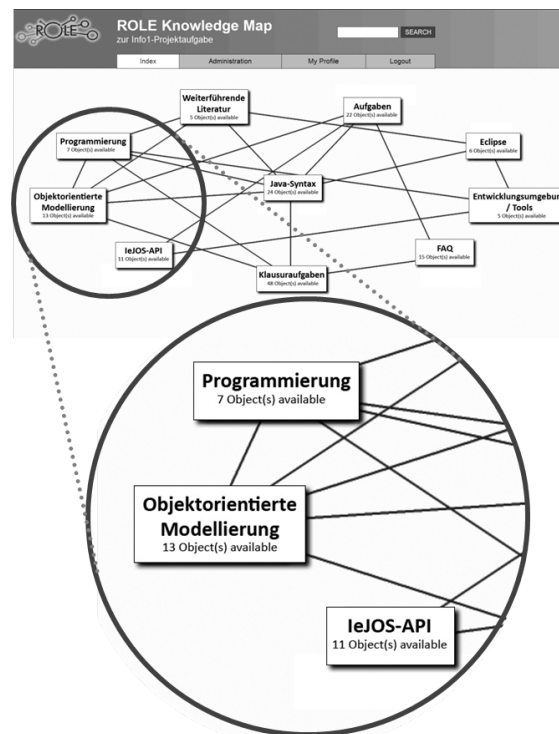 ROLE
ROLE Knowledge Map
zur Info1-Projektaufgabe
SEARCH
Index
Administration
My Profile
Logout
Weiterführende
Literatur
5 Object(s) available
Aufgaben
22 Object(s) available
Programmierung
7 Object(s) available
Eclipse
6 Object(s) available
Java-Syntax
24 Object(s) available
Objektorientierte
Modellierung
13 Object(s) available
Entwicklungsumgebun
/ Tools
5 Object(s) available
leJOS-API
11 Object(s) available
FAQ
15 Object(s) available
Klausuraufgaben
48 Object(s) available
Programmierung
7 Object(s) available
Objektorientierte
Modellierung
13 Object(s) available
leJOS-API
11 Object(s) available